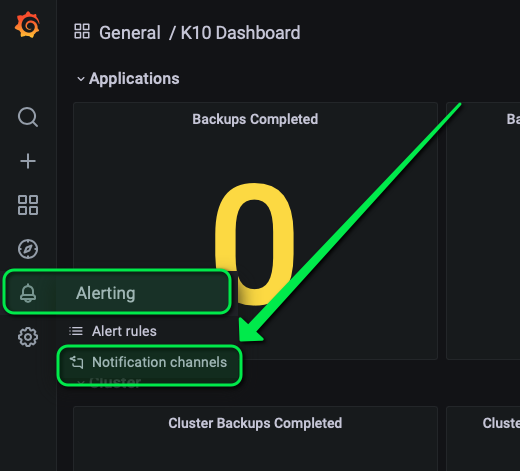 General / K10 Dashboard
Applications
Backups Completed
Ba
0
Alerting
Alert rules
Notification channels
Cluster
Cluster Backups Completed
Cluste